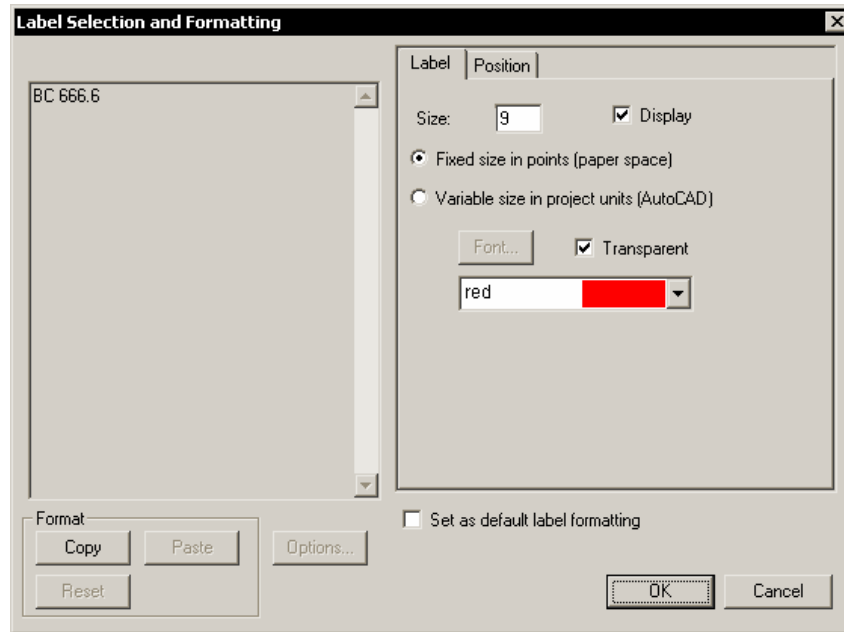 Label Selection and Formatting
BC 666.6
Label Position
Size: 9 Display
Fixed size in points (paper space)
Variable size in project units (AutoCAD)
Font... Transparent
red
Set as default label formatting
Format
Copy Paste Options...
Reset
OK Cancel